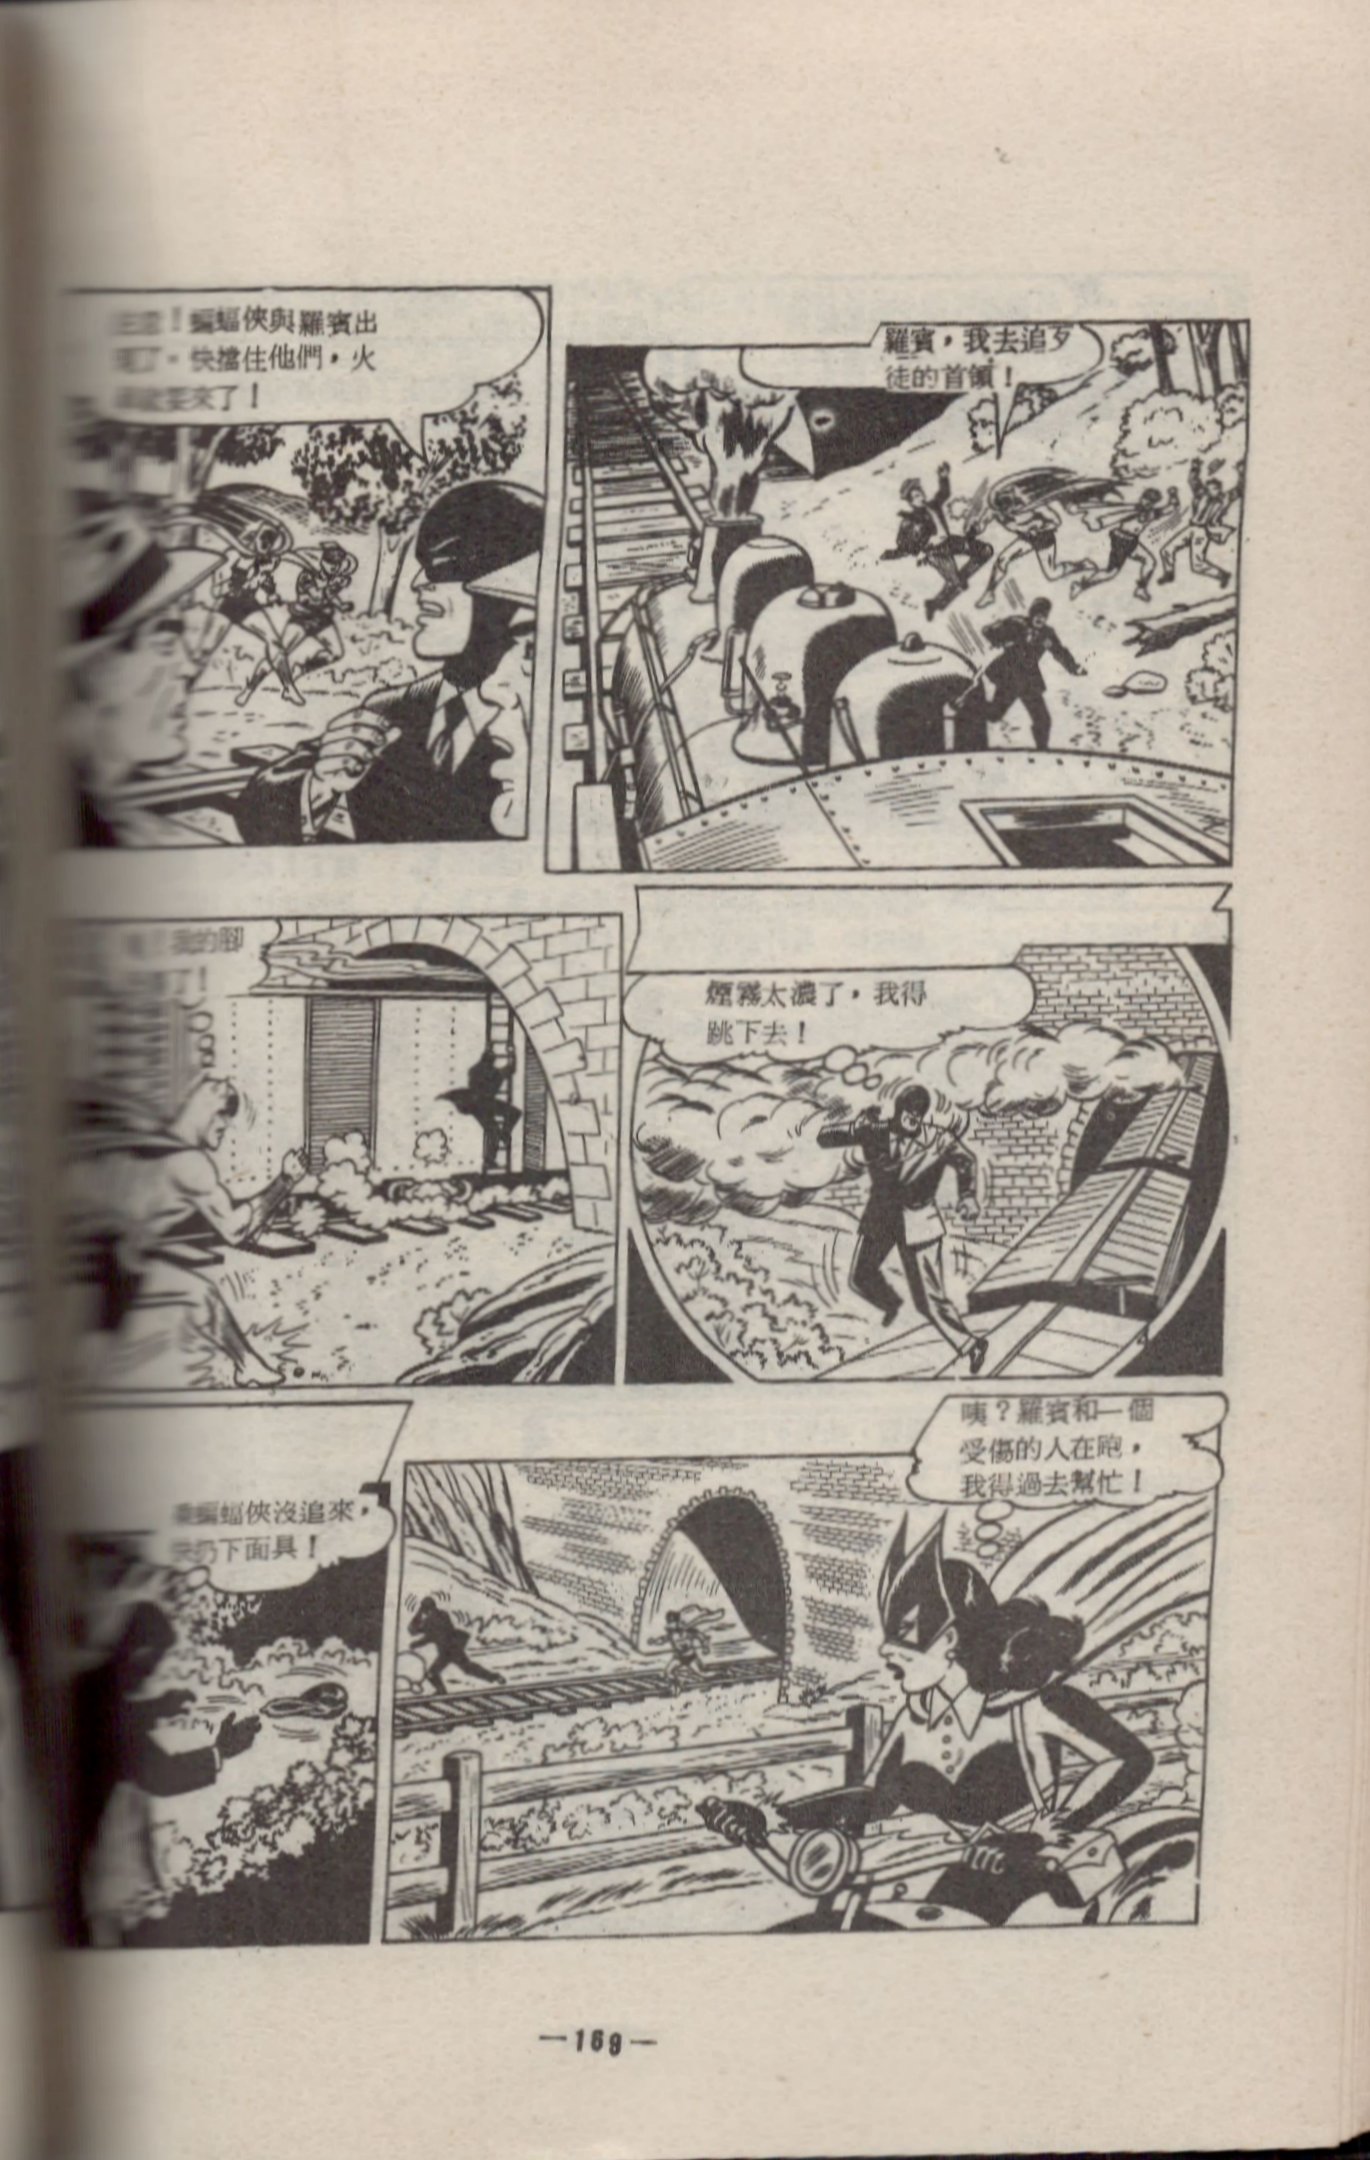 ！蝙蝠俠與羅賓出
了，快擋住他們，火
要來了！
羅賓，我去追歹
徒的首領！
！我的腳
了！
煙霧太濃了，我得
跳下去！
蝙蝠俠沒追來，
扔下面具！
咦？羅賓和一個
受傷的人在跑，
我得過去幫忙！
—169—